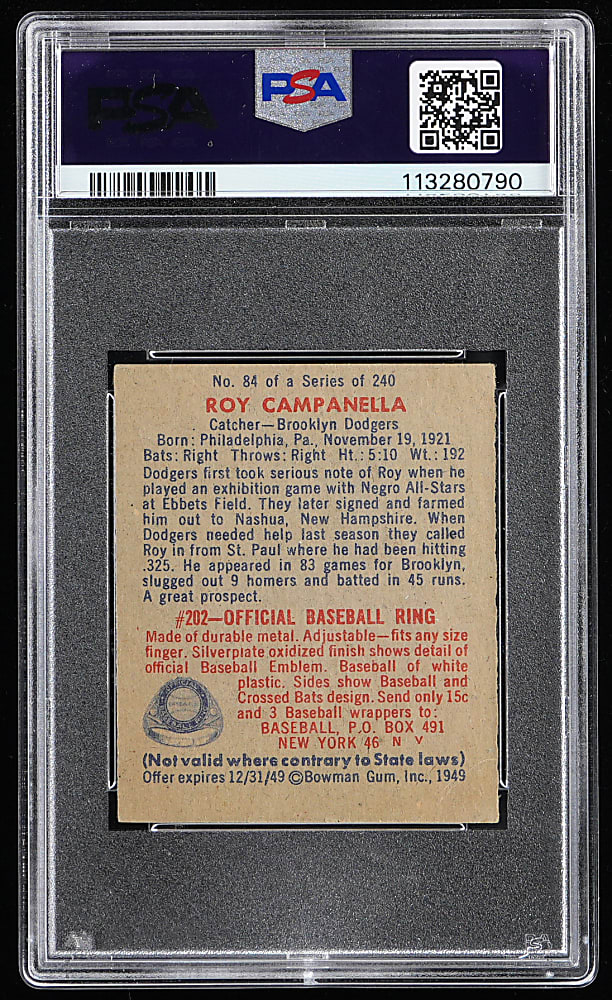 PSA
PSA
113280790
No. 84 of a Series of 240
ROY CAMPANELLA
Catcher—Brooklyn Dodgers
Born: Philadelphia, Pa., November 19, 1921
Bats: Right Throws: Right Ht.: 5:10 Wt.: 192
Dodgers first took serious note of Roy when he
played an exhibition game with Negro All-Stars
at Ebbets Field. They later signed and farmed
him out to Nashua, New Hampshire. When
Dodgers needed help last season they called
Roy in from St. Paul where he had been hitting
.325. He appeared in 83 games for Brooklyn,
slugged out 9 homers and batted in 45 runs.
A great prospect.
#202—OFFICIAL BASEBALL RING
Made of durable metal. Adjustable—fits any size
finger. Silverplate oxidized finish shows detail of
official Baseball Emblem. Baseball of white
plastic. Sides show Baseball and
Crossed Bats design. Send only 15c
and 3 Baseball wrappers to:
BASEBALL, P.O. BOX 491
NEW YORK 46 N Y
(Not valid where contrary to State laws)
Offer expires 12/31/49 ©Bowman Gum, Inc., 1949
PSA